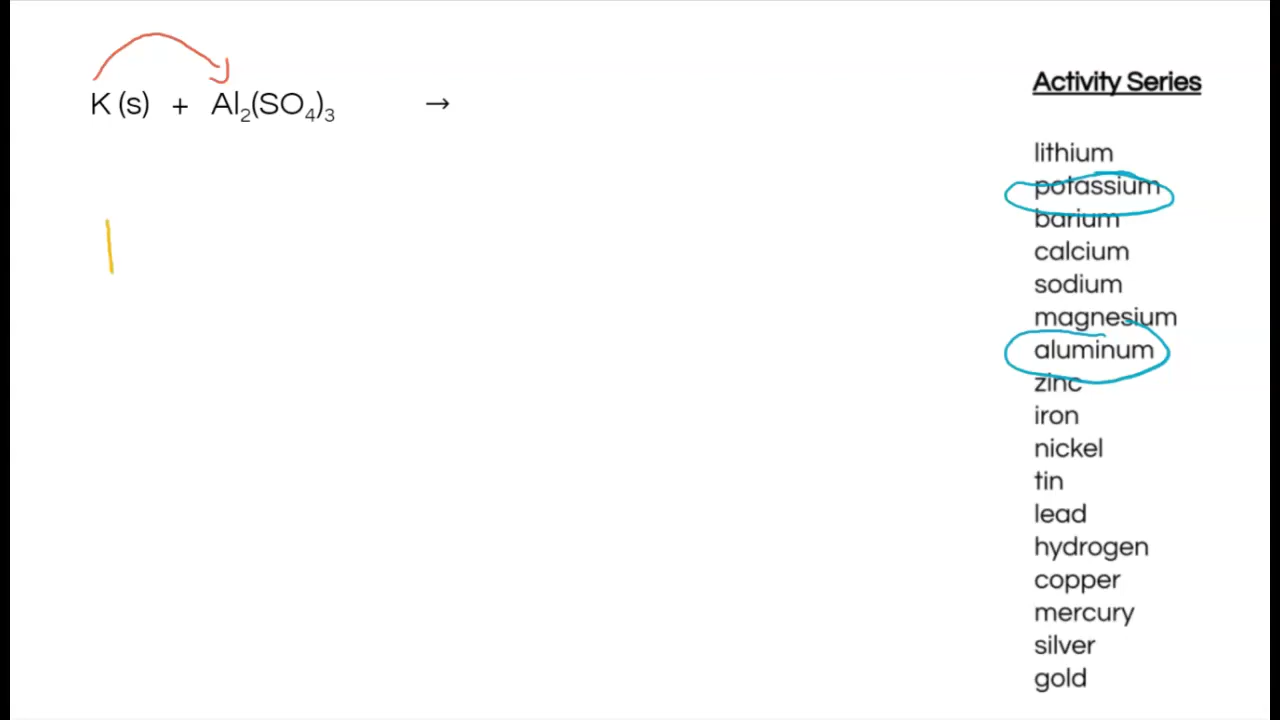 K (s) + Al₂(SO₄)₃ →
Activity Series
lithium
potassium
barium
calcium
sodium
magnesium
aluminum
zinc
iron
nickel
tin
lead
hydrogen
copper
mercury
silver
gold